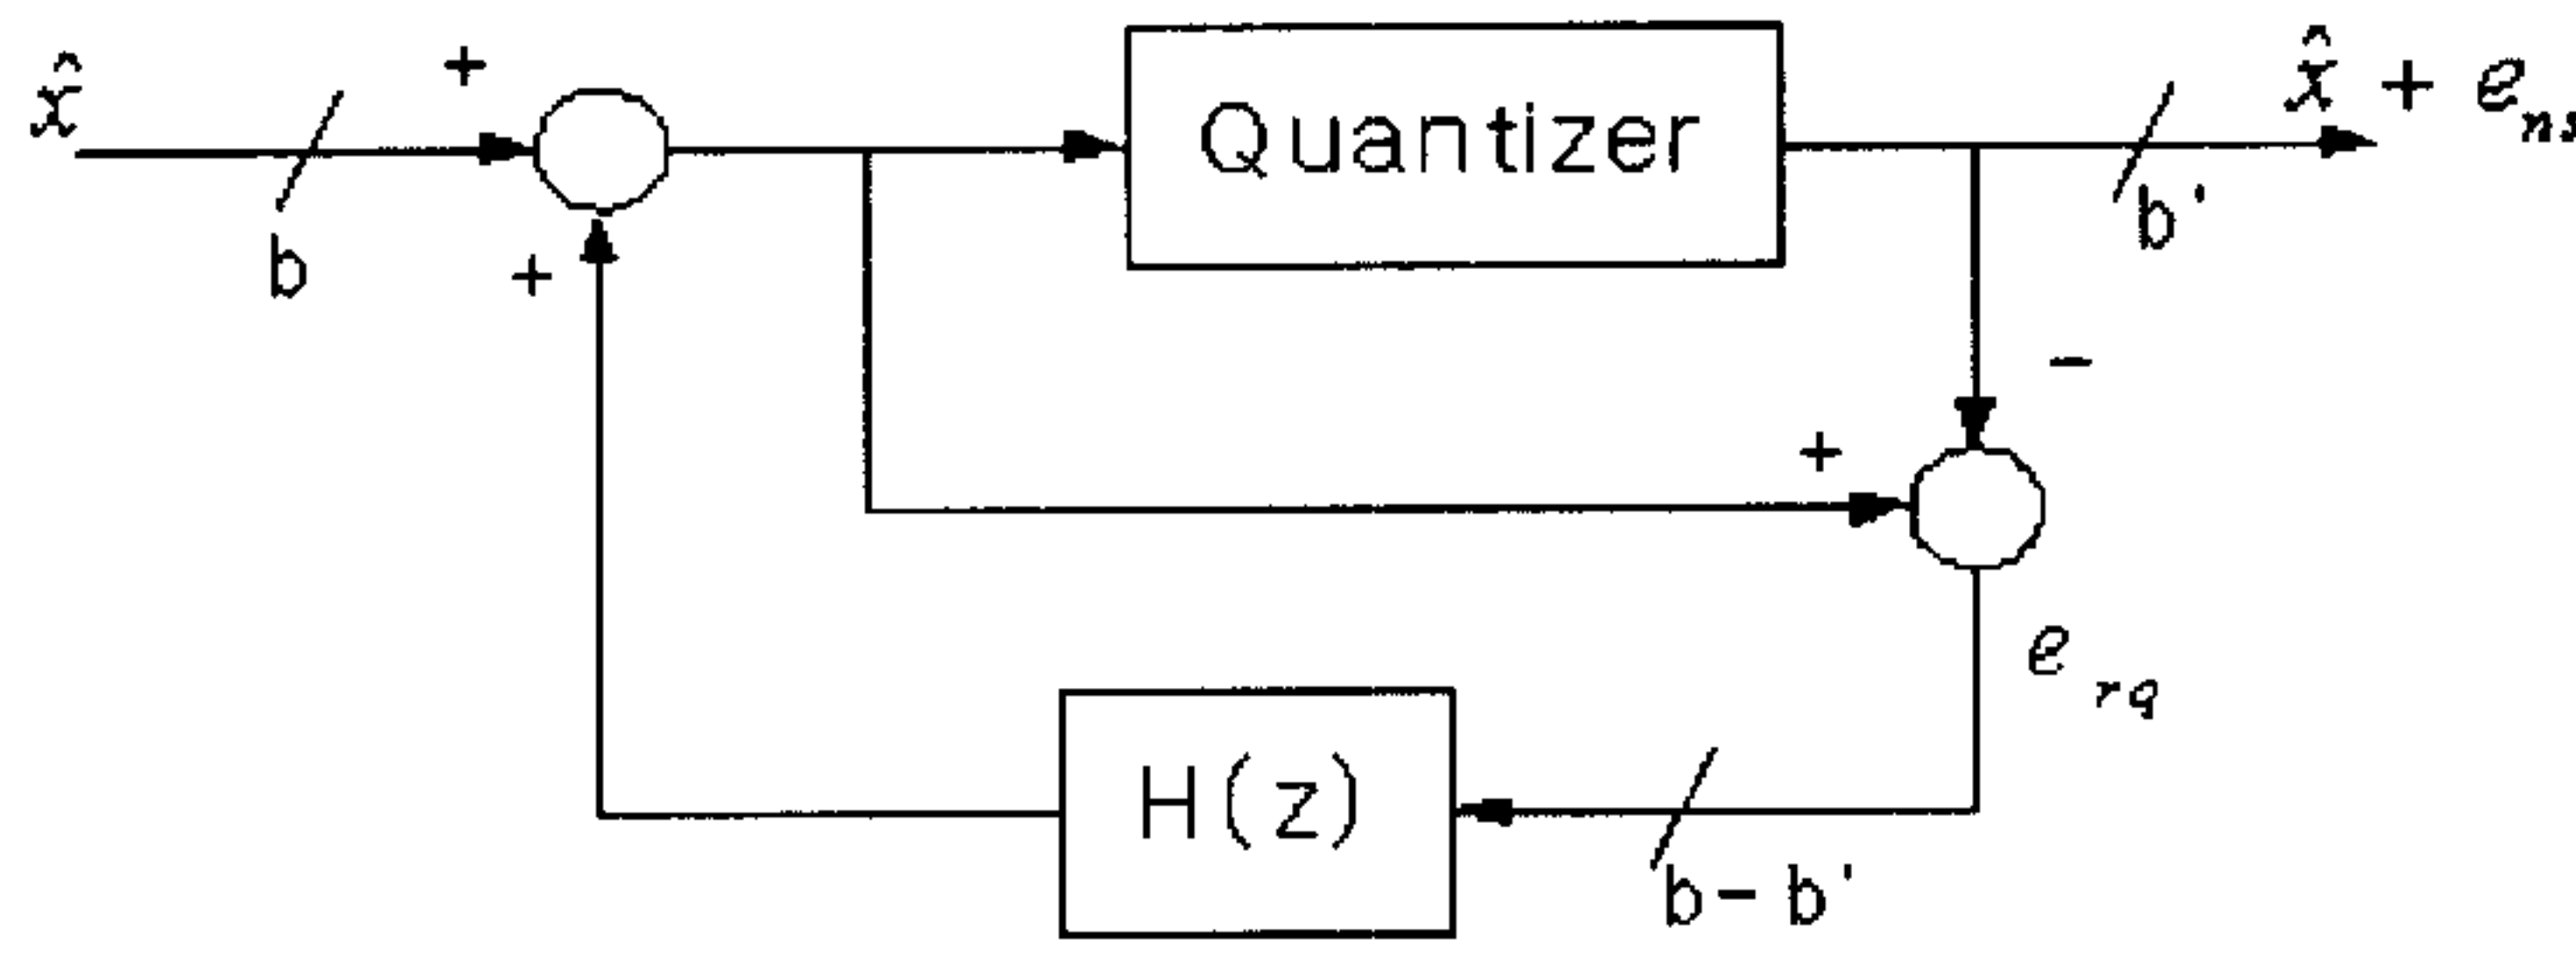 x̂
+
b
+
Quantizer
x̂ + e_ns
b'
-
+
e_rq
H(z)
b- b'